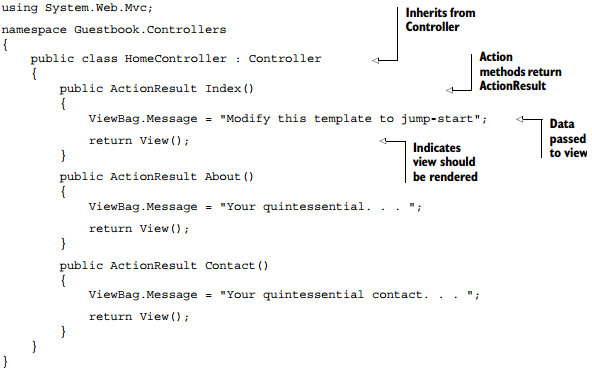 using System.Web.Mvc;
namespace Guestbook.Controllers
{
    public class HomeController : Controller
    {
        public ActionResult Index()
        {
            ViewBag.Message = "Modify this template to jump-start";
            return View();
        }
        public ActionResult About()
        {
            ViewBag.Message = "Your quintessential. . . ";
            return View();
        }
        public ActionResult Contact()
        {
            ViewBag.Message = "Your quintessential contact. . . ";
            return View();
        }
    }
}
Inherits from
Controller
Action
methods return
ActionResult
Data
passed
to view
Indicates
view should
be rendered